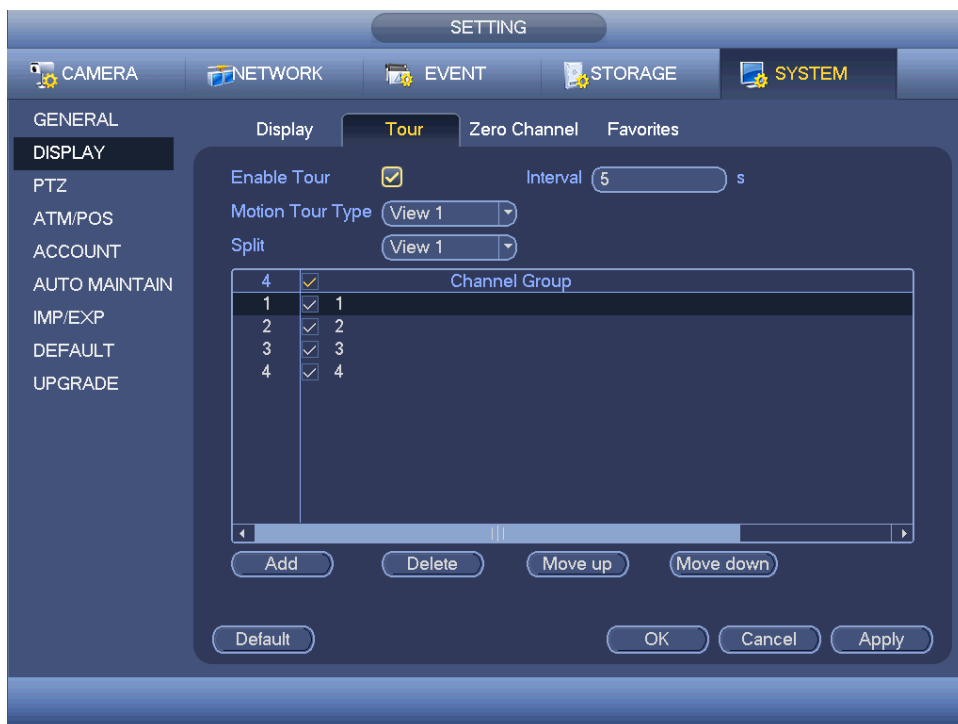 SETTING
CAMERA NETWORK EVENT STORAGE SYSTEM
GENERAL
DISPLAY
PTZ
ATM/POS
ACCOUNT
AUTO MAINTAIN
IMP/EXP
DEFAULT
UPGRADE
Display Tour Zero Channel Favorites
Enable Tour Interval 5 s
Motion Tour Type View 1
Split View 1
4 Channel Group
1 1
2 2
3 3
4 4
Add Delete Move up Move down
Default OK Cancel Apply